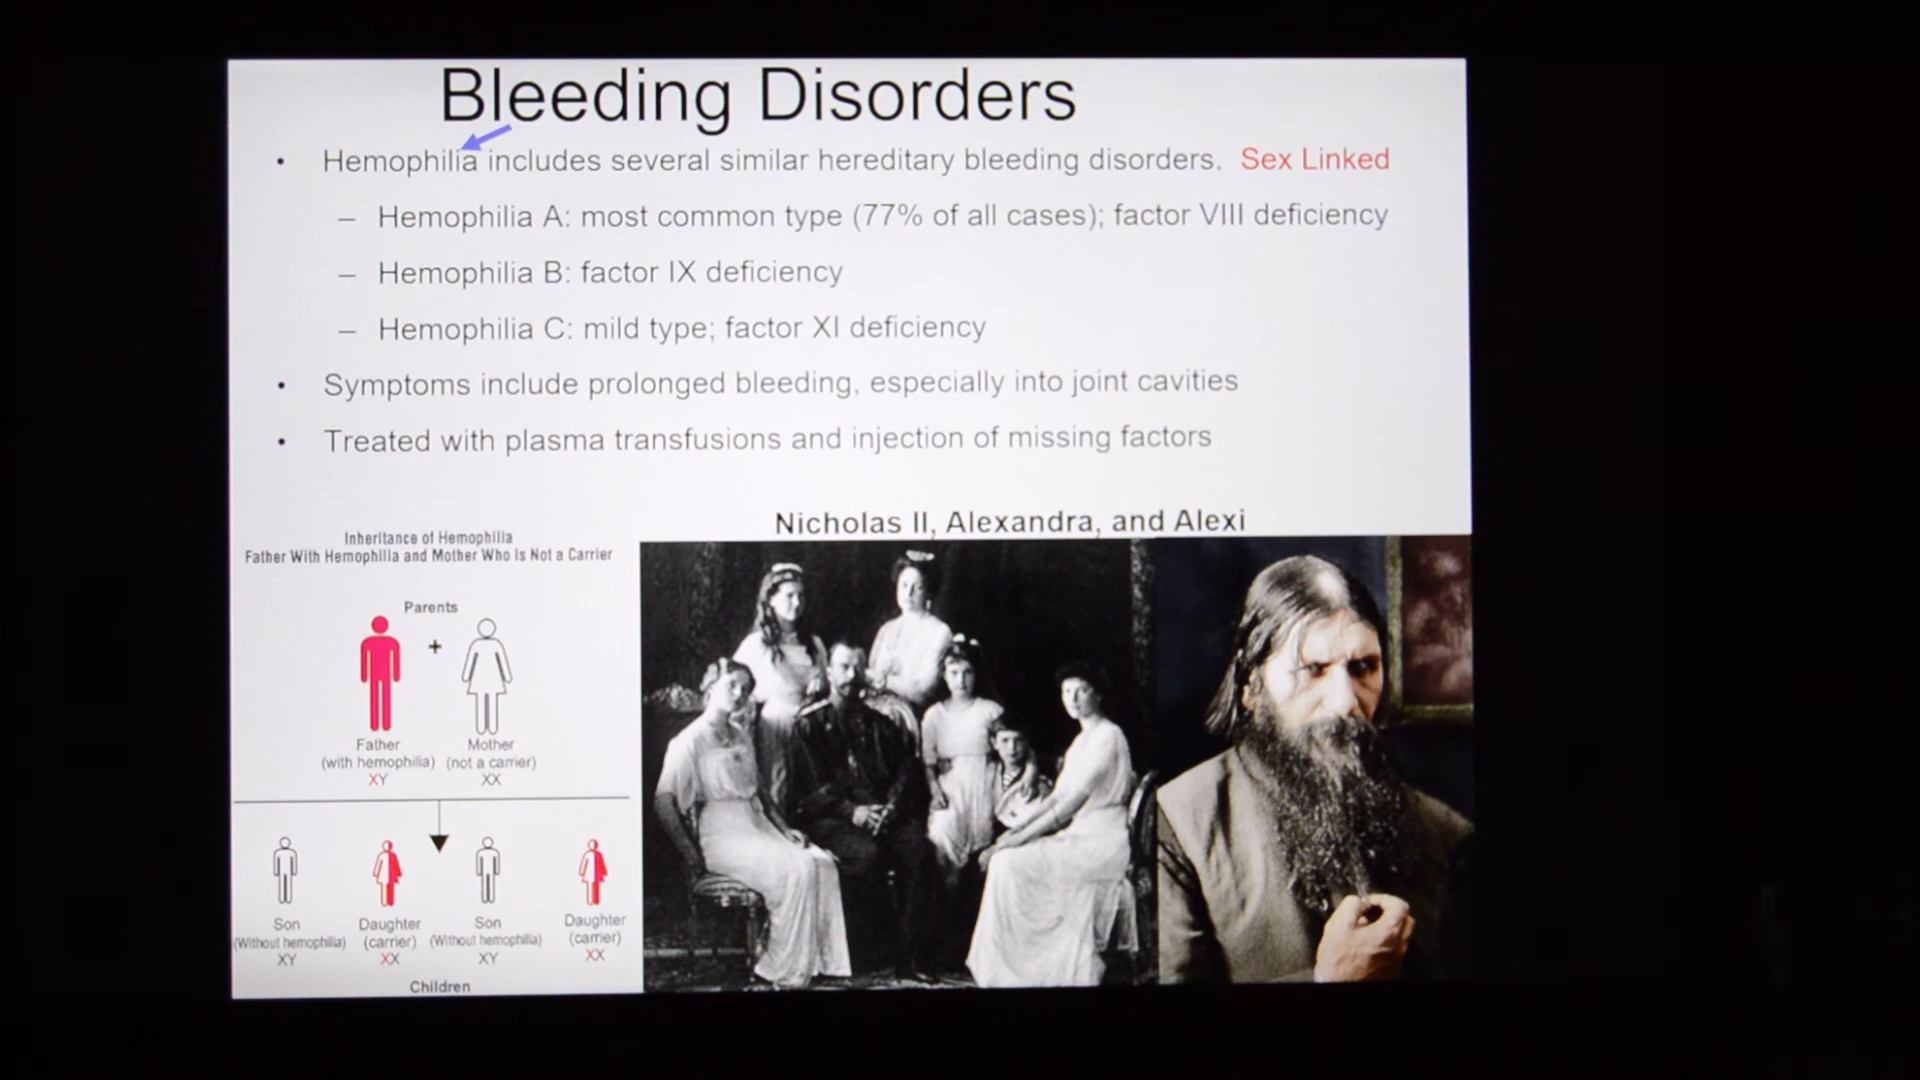 Bleeding Disorders
• Hemophilia includes several similar hereditary bleeding disorders. Sex Linked
– Hemophilia A: most common type (77% of all cases); factor VIII deficiency
– Hemophilia B: factor IX deficiency
– Hemophilia C: mild type; factor XI deficiency
• Symptoms include prolonged bleeding, especially into joint cavities
• Treated with plasma transfusions and injection of missing factors
Inheritance of Hemophilia
Father With Hemophilia and Mother Who Is Not a Carrier
Parents
+
Father
(with hemophilia)
XY
Mother
(not a carrier)
XX
Son
(Without hemophilia)
XY
Daughter
(carrier)
XX
Son
(Without hemophilia)
XY
Daughter
(carrier)
XX
Children
Nicholas II, Alexandra, and Alexi